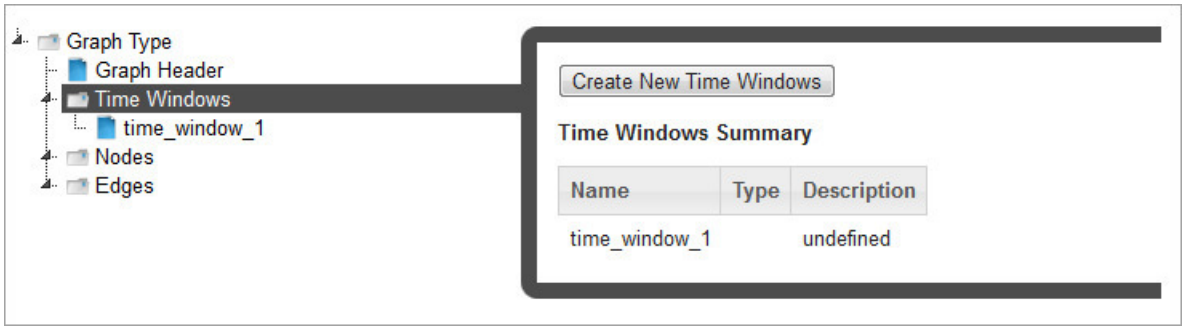 Graph Type
Graph Header
Time Windows
time_window_1
Nodes
Edges
Create New Time Windows
Time Windows Summary
Name Type Description
time_window_1 undefined